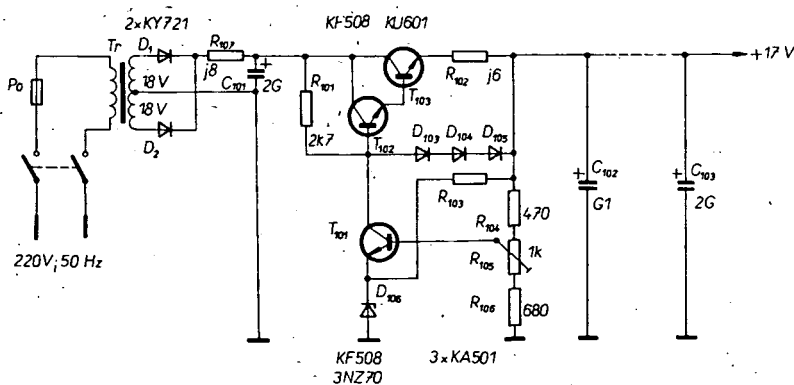 2×KY721
KF508 KU601
Tr
D1
R107
j8
C101
+
2G
R101
2k7
T103
R102
j6
+17 V
Po
18V
18V
D2
T102
D103
D104
D105
R103
470
R104
1k
R105
R106
680
T101
D106
+
C102
G1
+
C103
2G
220V; 50 Hz
KF508
3NZ70
3×KA501